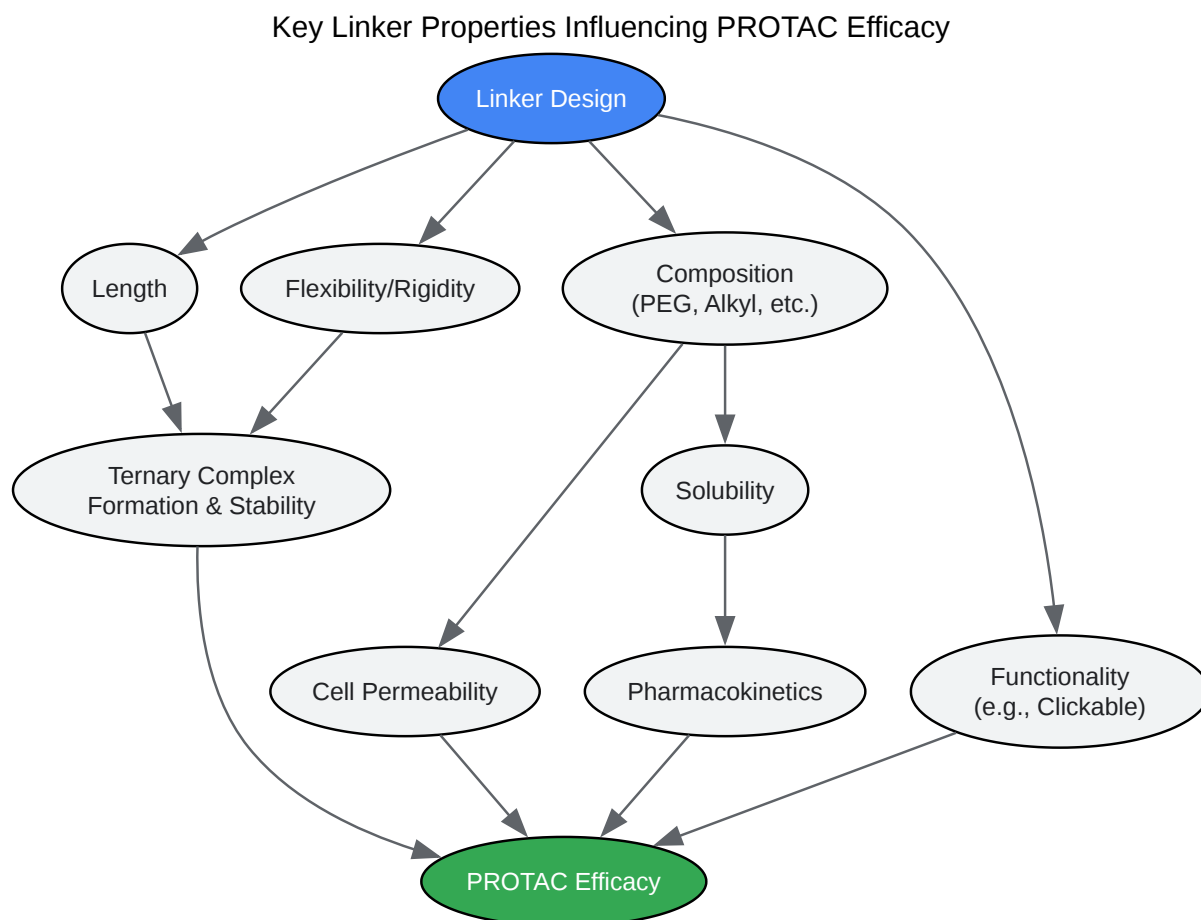 Key Linker Properties Influencing PROTAC Efficacy
Linker Design
Length
Flexibility/Rigidity
Composition
(PEG, Alkyl, etc.)
Ternary Complex
Formation & Stability
Solubility
Cell Permeability
Pharmacokinetics
Functionality
(e.g., Clickable)
PROTAC Efficacy